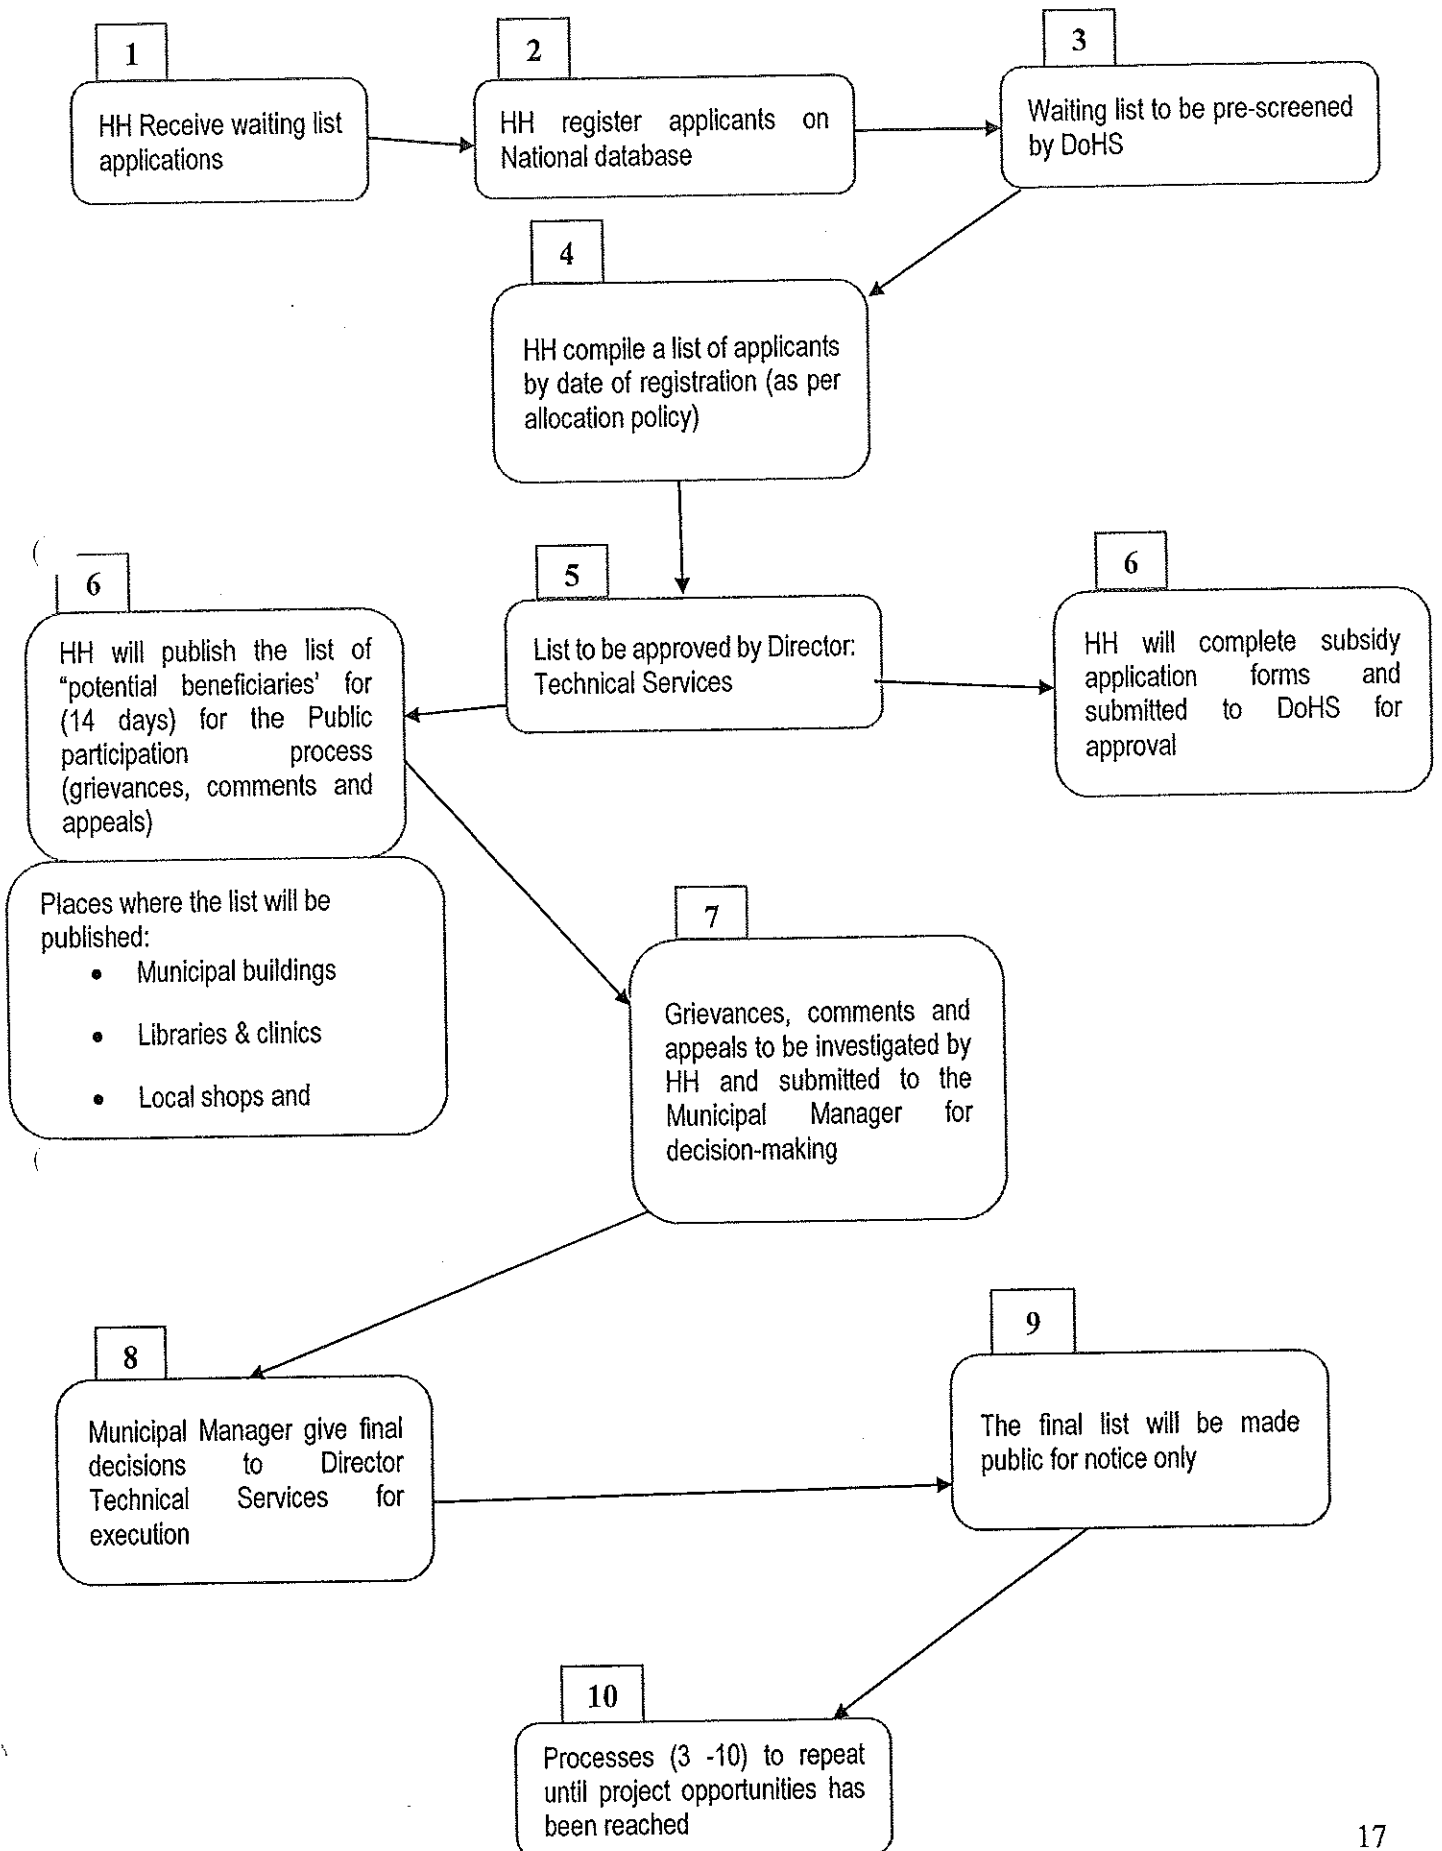 1
HH Receive waiting list
applications
2
HH register applicants on
National database
3
Waiting list to be pre-screened
by DoHS
4
HH compile a list of applicants
by date of registration (as per
allocation policy)
5
List to be approved by Director:
Technical Services
6
HH will publish the list of
“potential beneficiaries’ for
(14 days) for the Public
participation process
(grievances, comments and
appeals)
Places where the list will be
published:
• Municipal buildings
• Libraries & clinics
• Local shops and
6
HH will complete subsidy
application forms and
submitted to DoHS for
approval
7
Grievances, comments and
appeals to be investigated by
HH and submitted to the
Municipal Manager for
decision-making
8
Municipal Manager give final
decisions to Director
Technical Services for
execution
9
The final list will be made
public for notice only
10
Processes (3 -10) to repeat
until project opportunities has
been reached
17